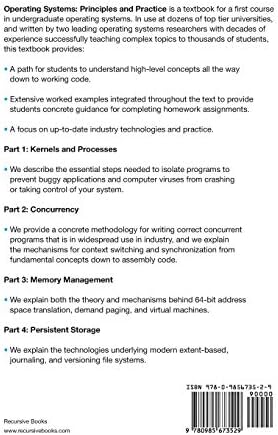 Operating Systems: Principles and Practice is a textbook for a first course
in undergraduate operating systems. In use at dozens of top tier universities,
and written by two leading operating systems researchers with decades of
experience successfully teaching complex topics to thousands of students,
this textbook provides:
• A path for students to understand high-level concepts all the way
down to working code.
• Extensive worked examples integrated throughout the text to provide
students concrete guidance for completing homework assignments.
• A focus on up-to-date industry technologies and practice.
Part 1: Kernels and Processes
• We describe the essential steps needed to isolate programs to
prevent buggy applications and computer viruses from crashing
or taking control of your system.
Part 2: Concurrency
• We provide a concrete methodology for writing correct concurrent
programs that is in widespread use in industry, and we explain
the mechanisms for context switching and synchronization from
fundamental concepts down to assembly code.
Part 3: Memory Management
• We explain both the theory and mechanisms behind 64-bit address
space translation, demand paging, and virtual machines.
Part 4: Persistent Storage
• We explain the technologies underlying modern extent-based,
journaling, and versioning file systems.
ISBN 978-0-9856735-2-9
90000
9 780985 673529
Recursive Books
www.recursivebooks.com